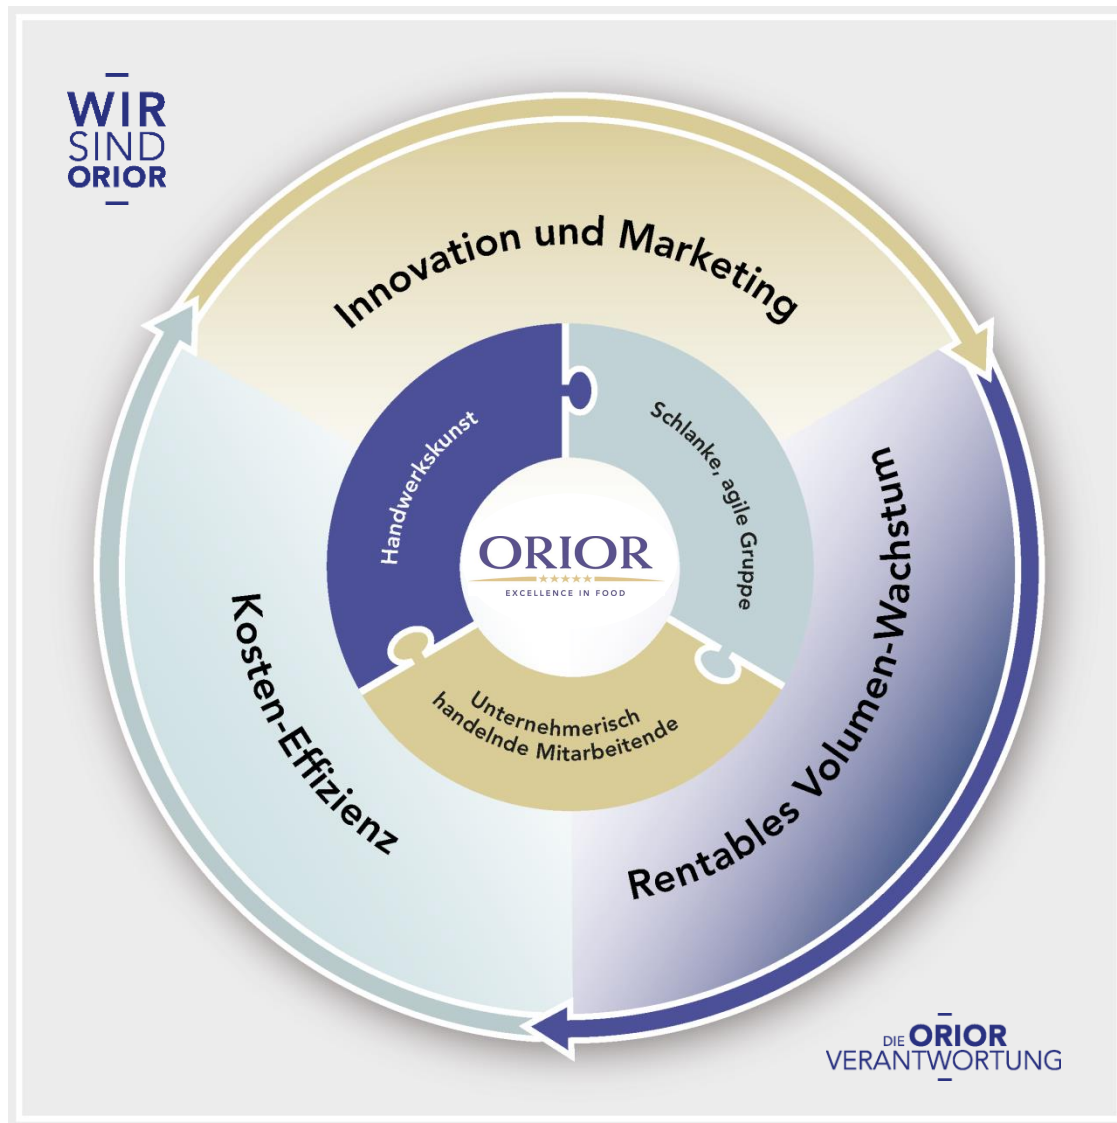 WIR
SIND
ORIOR
Innovation und Marketing
Handwerkskunst
Schlanke, agile Gruppe
ORIOR
EXCELLENCE IN FOOD
Unternehmerisch
handelnde Mitarbeitende
Kosten-Effizienz
Rentables Volumen-Wachstum
DIE ORIOR
VERANTWORTUNG